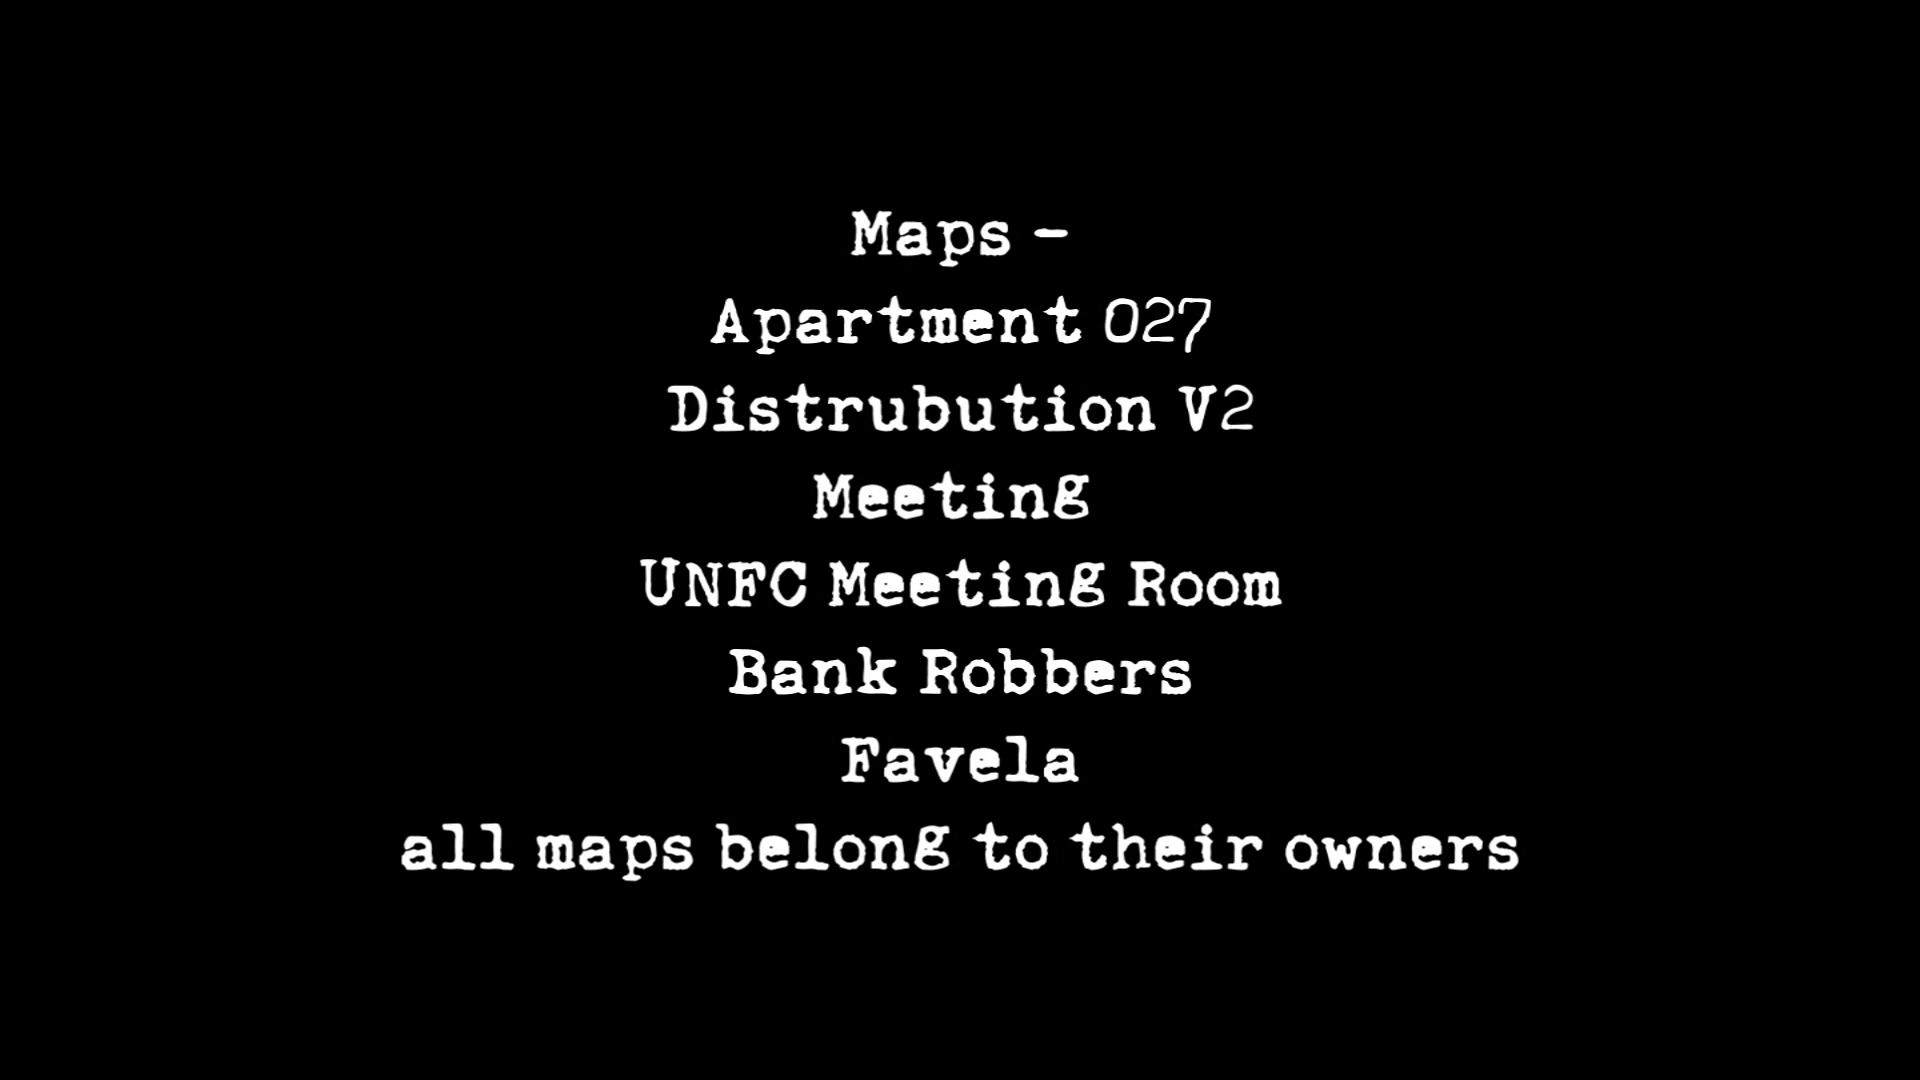 Maps -
Apartment 027
Distrubution V2
Meeting
UNFC Meeting Room
Bank Robbers
Favela
all maps belong to their owners